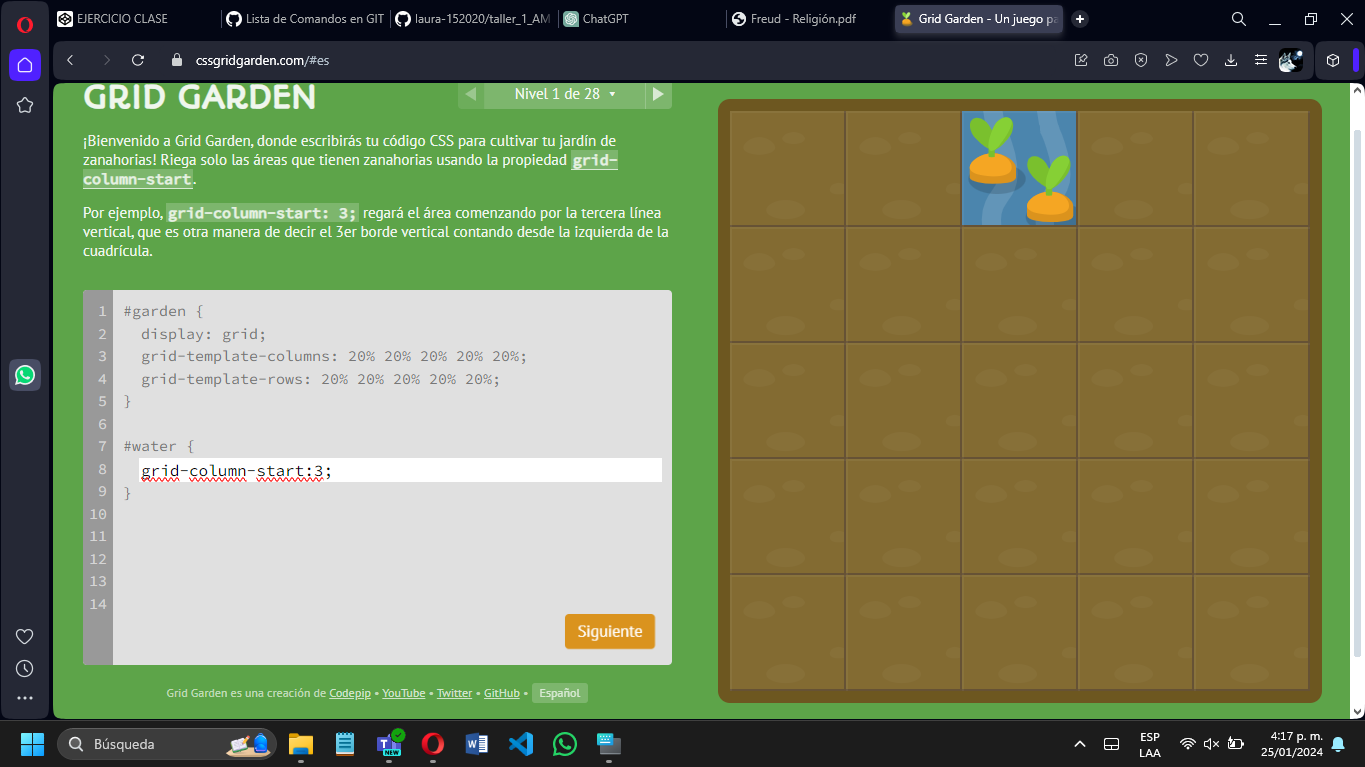 EJERCICIO CLASE
Lista de Comandos en GIT
laura-152020/taller_1_AM
ChatGPT
Freud - Religión.pdf
Grid Garden - Un juego pa
cssgridgarden.com/#es
GRID GARDEN
Nivel 1 de 28
¡Bienvenido a Grid Garden, donde escribirás tu código CSS para cultivar tu jardín de
zanahorias! Riega solo las áreas que tienen zanahorias usando la propiedad grid-
column-start.
Por ejemplo, grid-column-start: 3; regará el área comenzando por la tercera línea
vertical, que es otra manera de decir el 3er borde vertical contando desde la izquierda de la
cuadrícula.
1 #garden {
2 display: grid;
3 grid-template-columns: 20% 20% 20% 20% 20%;
4 grid-template-rows: 20% 20% 20% 20% 20%;
5 }
6
7 #water {
8 grid-column-start:3;
9 }
10
11
12
13
14
Siguiente
Grid Garden es una creación de Codepip • YouTube • Twitter • GitHub • Español
Búsqueda
NEW
ESP
LAA
4:17 p. m.
25/01/2024